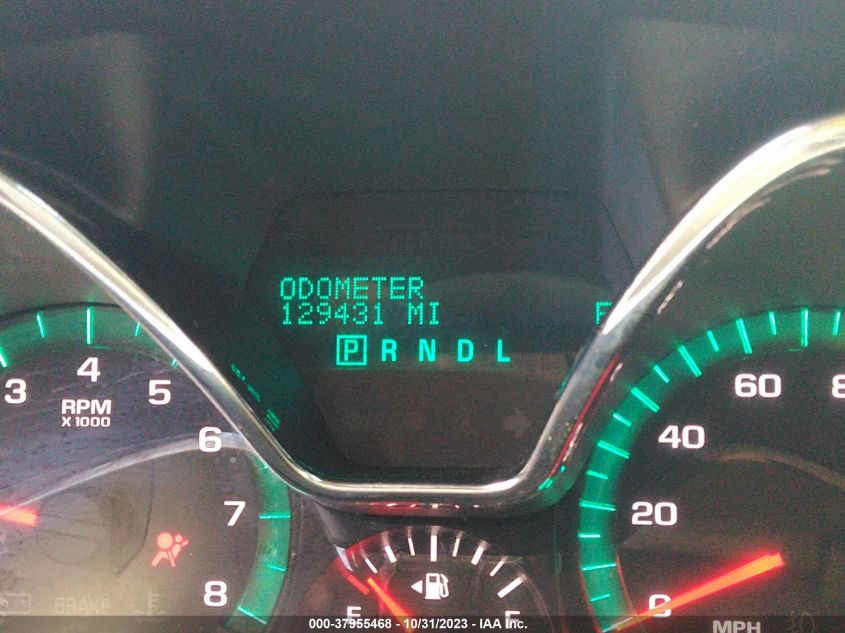 ODOMETER
129431 MI
P R N D L
3 4 5 6 7 8
RPM
X1000
BRAKE
E F
0 20 40 60
MPH
000-37955468 - 10/31/2023 - IAA Inc.